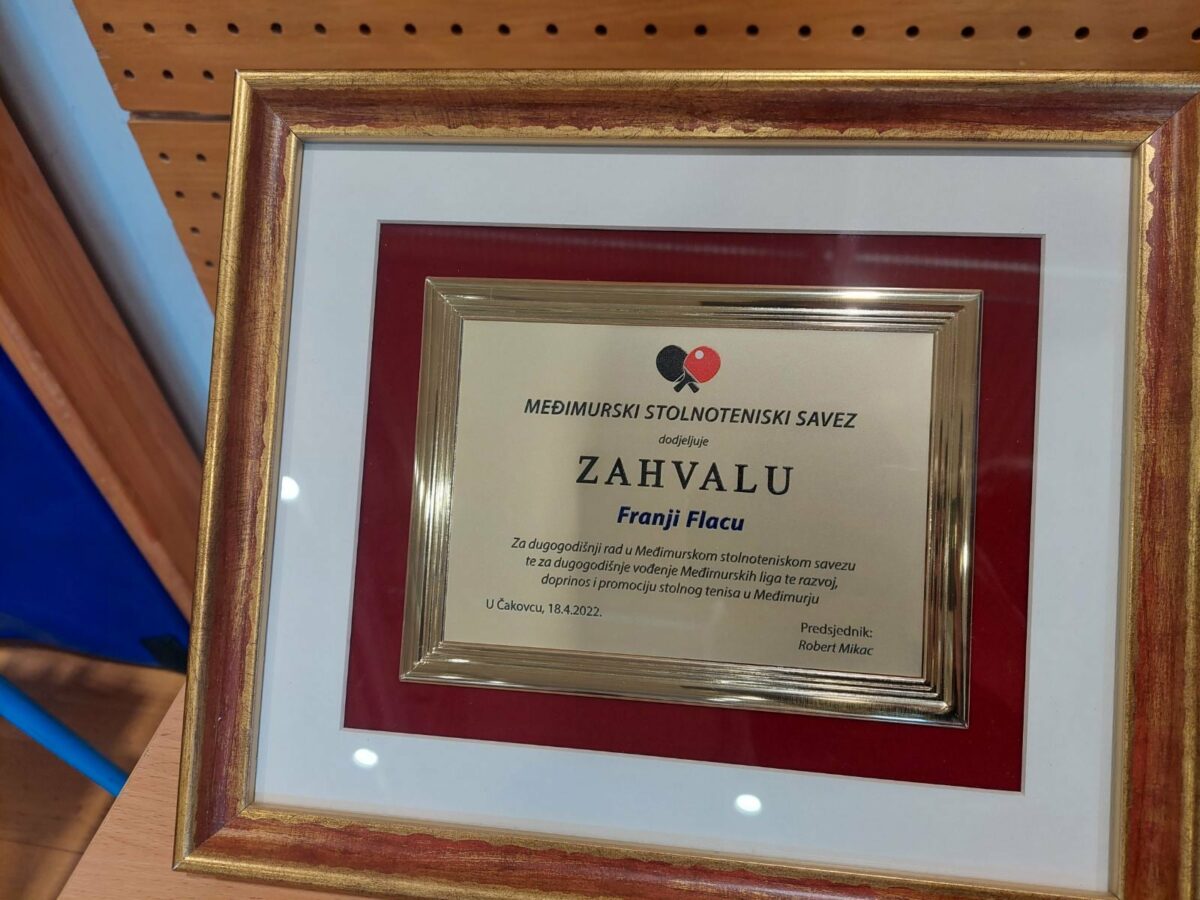 MEĐIMURSKI STOLNOTENISKI SAVEZ
dodjeljuje
ZAHVALU
Franji Flacu
Za dugogodišnji rad u Međimurskom stolnoteniskom savezu
te za dugogodišnje vođenje Međimurskih liga te razvoj,
doprinos i promociju stolnog tenisa u Međimurju
U Čakovcu, 18.4.2022.
Predsjednik:
Robert Mikac